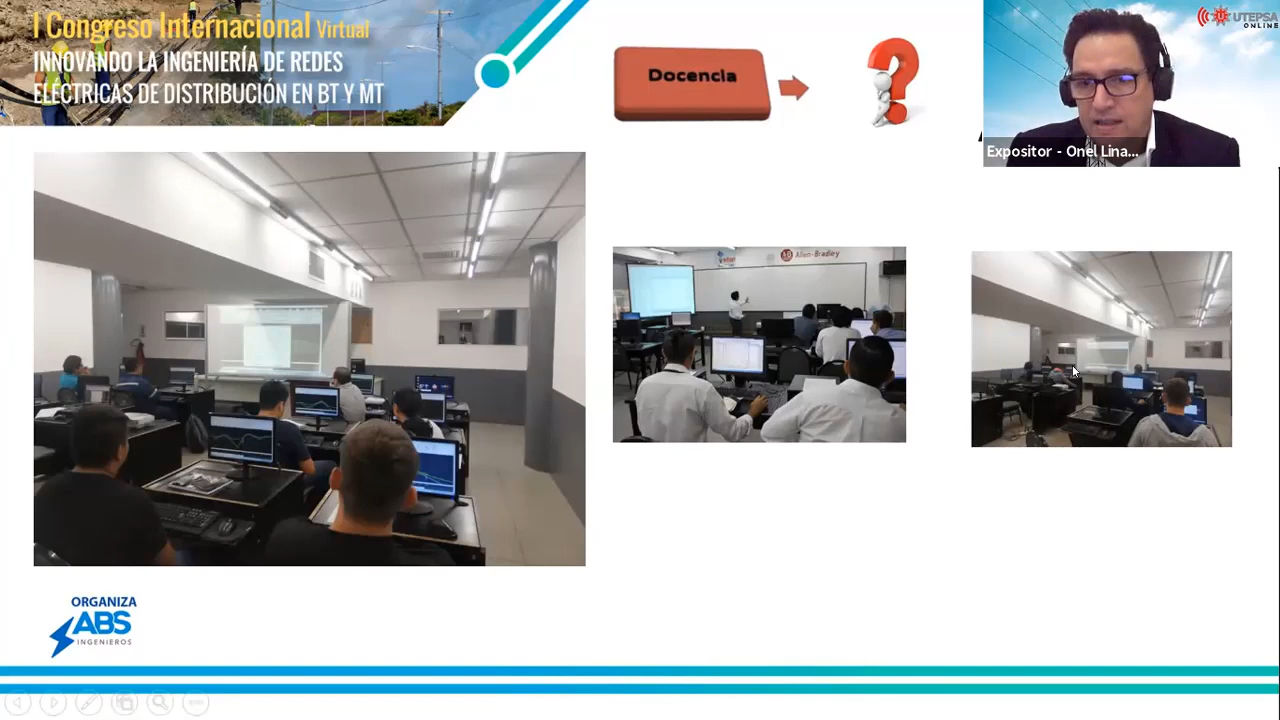 I Congreso Internacional Virtual
INNOVANDO LA INGENIERÍA DE REDES
ELÉCTRICAS DE DISTRIBUCIÓN EN BT Y MT
Docencia
UTEPSA
ONLINE
Expositor - Onel Lina...
Allen-Bradley
ORGANIZA
ABS
INGENIEROS